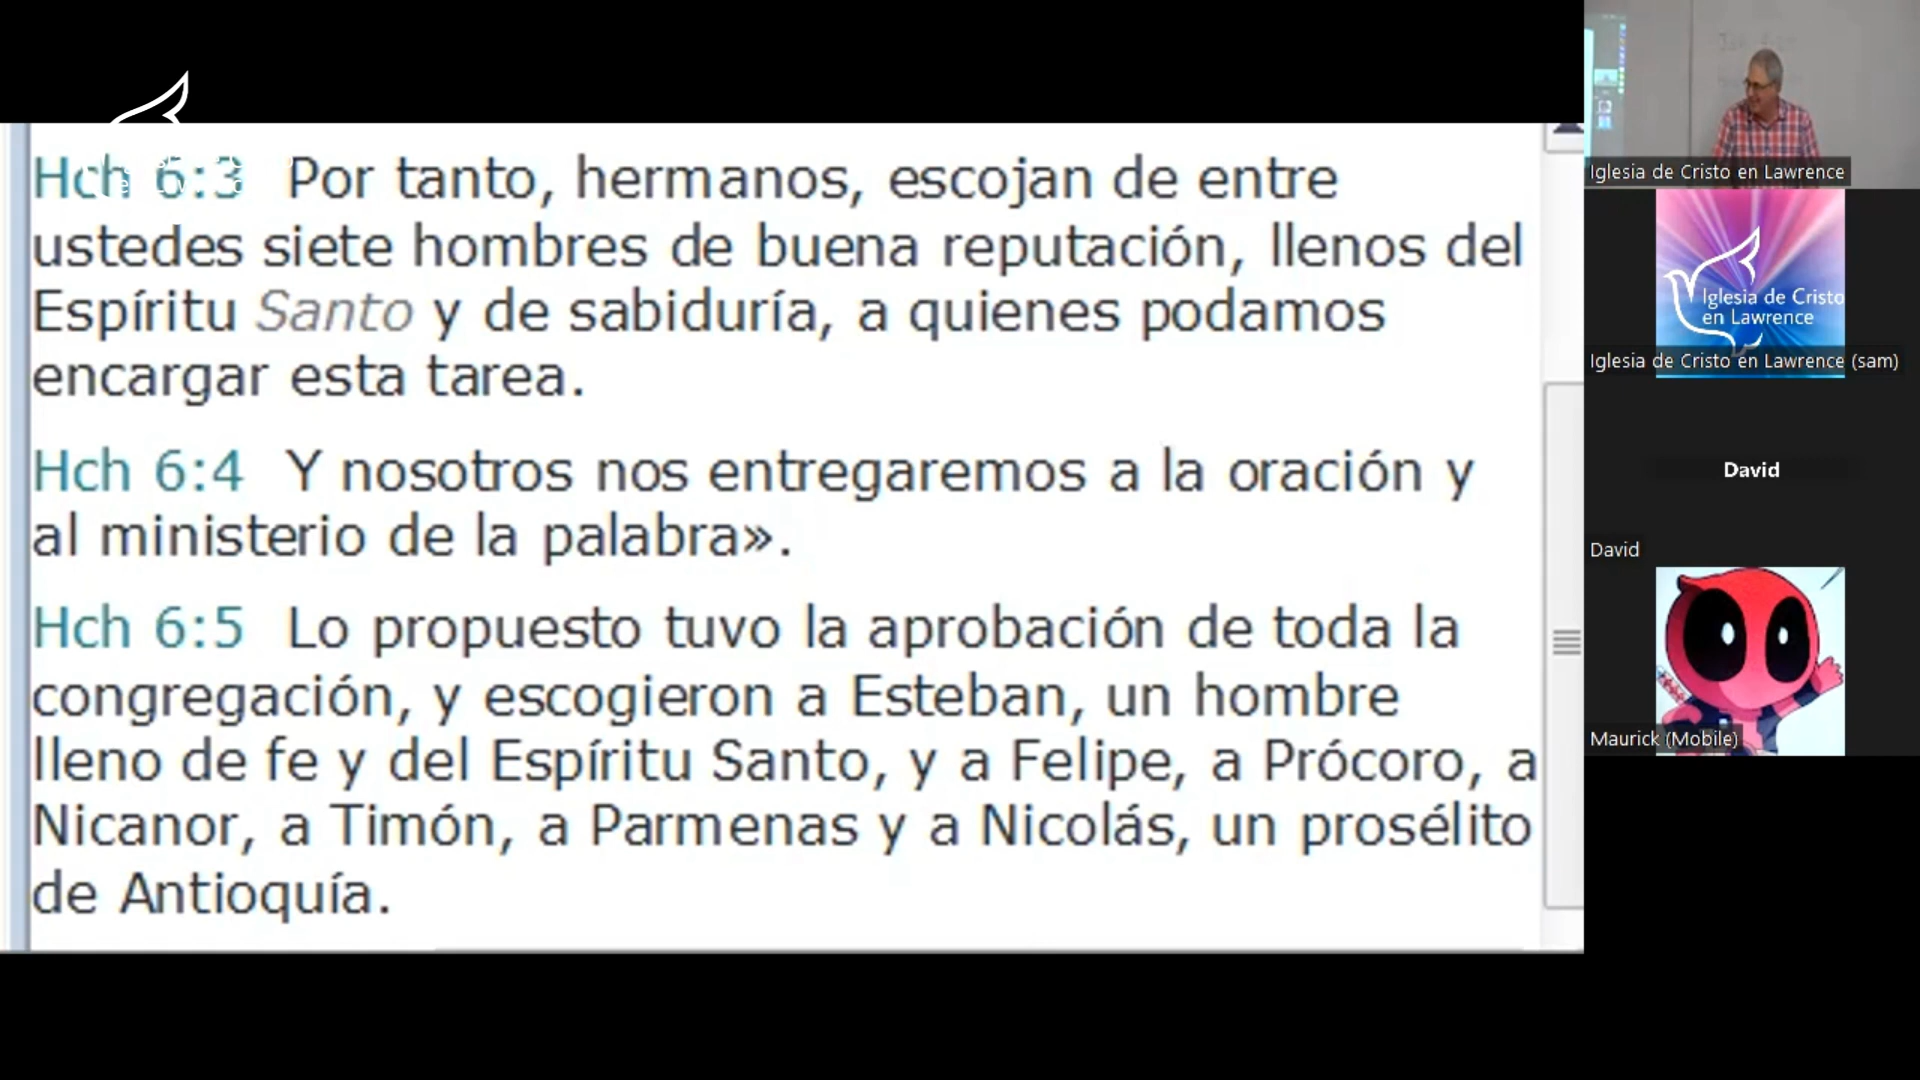 Hch 6:3 Por tanto, hermanos, escojan de entre
ustedes siete hombres de buena reputación, llenos del
Espíritu Santo y de sabiduría, a quienes podamos
encargar esta tarea.
Hch 6:4 Y nosotros nos entregaremos a la oración y
al ministerio de la palabra».
Hch 6:5 Lo propuesto tuvo la aprobación de toda la
congregación, y escogieron a Esteban, un hombre
lleno de fe y del Espíritu Santo, y a Felipe, a Prócoro, a
Nicanor, a Timón, a Parmenas y a Nicolás, un prosélito
de Antioquía.
Iglesia de Cristo en Lawrence
Iglesia de Cristo
en Lawrence
Iglesia de Cristo en Lawrence (sam)
David
David
Maurick (Mobile)